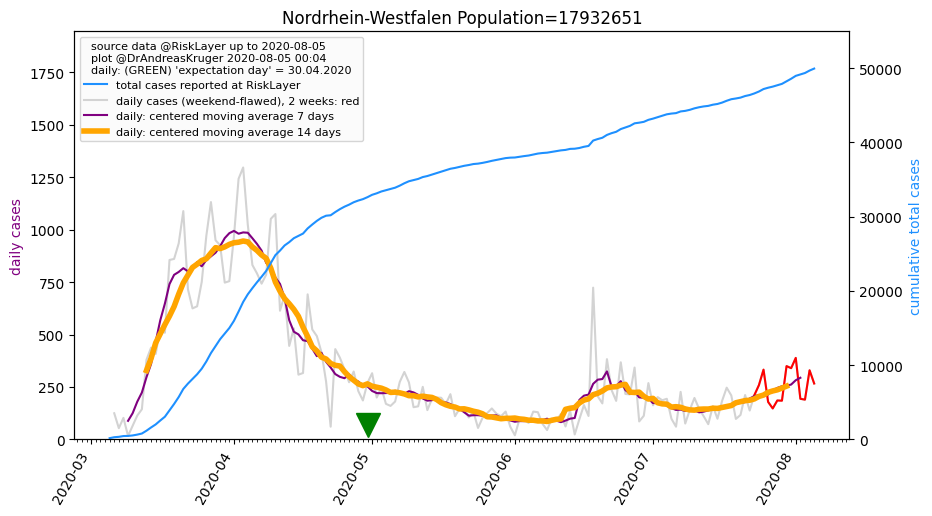 Nordrhein-Westfalen Population=17932651
source data @RiskLayer up to 2020-08-05
plot @DrAndreasKruger 2020-08-05 00:04
daily: (GREEN) 'expectation day' = 30.04.2020
total cases reported at RiskLayer
daily cases (weekend-flawed), 2 weeks: red
daily: centered moving average 7 days
daily: centered moving average 14 days
daily cases
1750
1500
1250
1000
750
500
250
0
cumulative total cases
50000
40000
30000
20000
10000
0
2020-03
2020-04
2020-05
2020-06
2020-07
2020-08